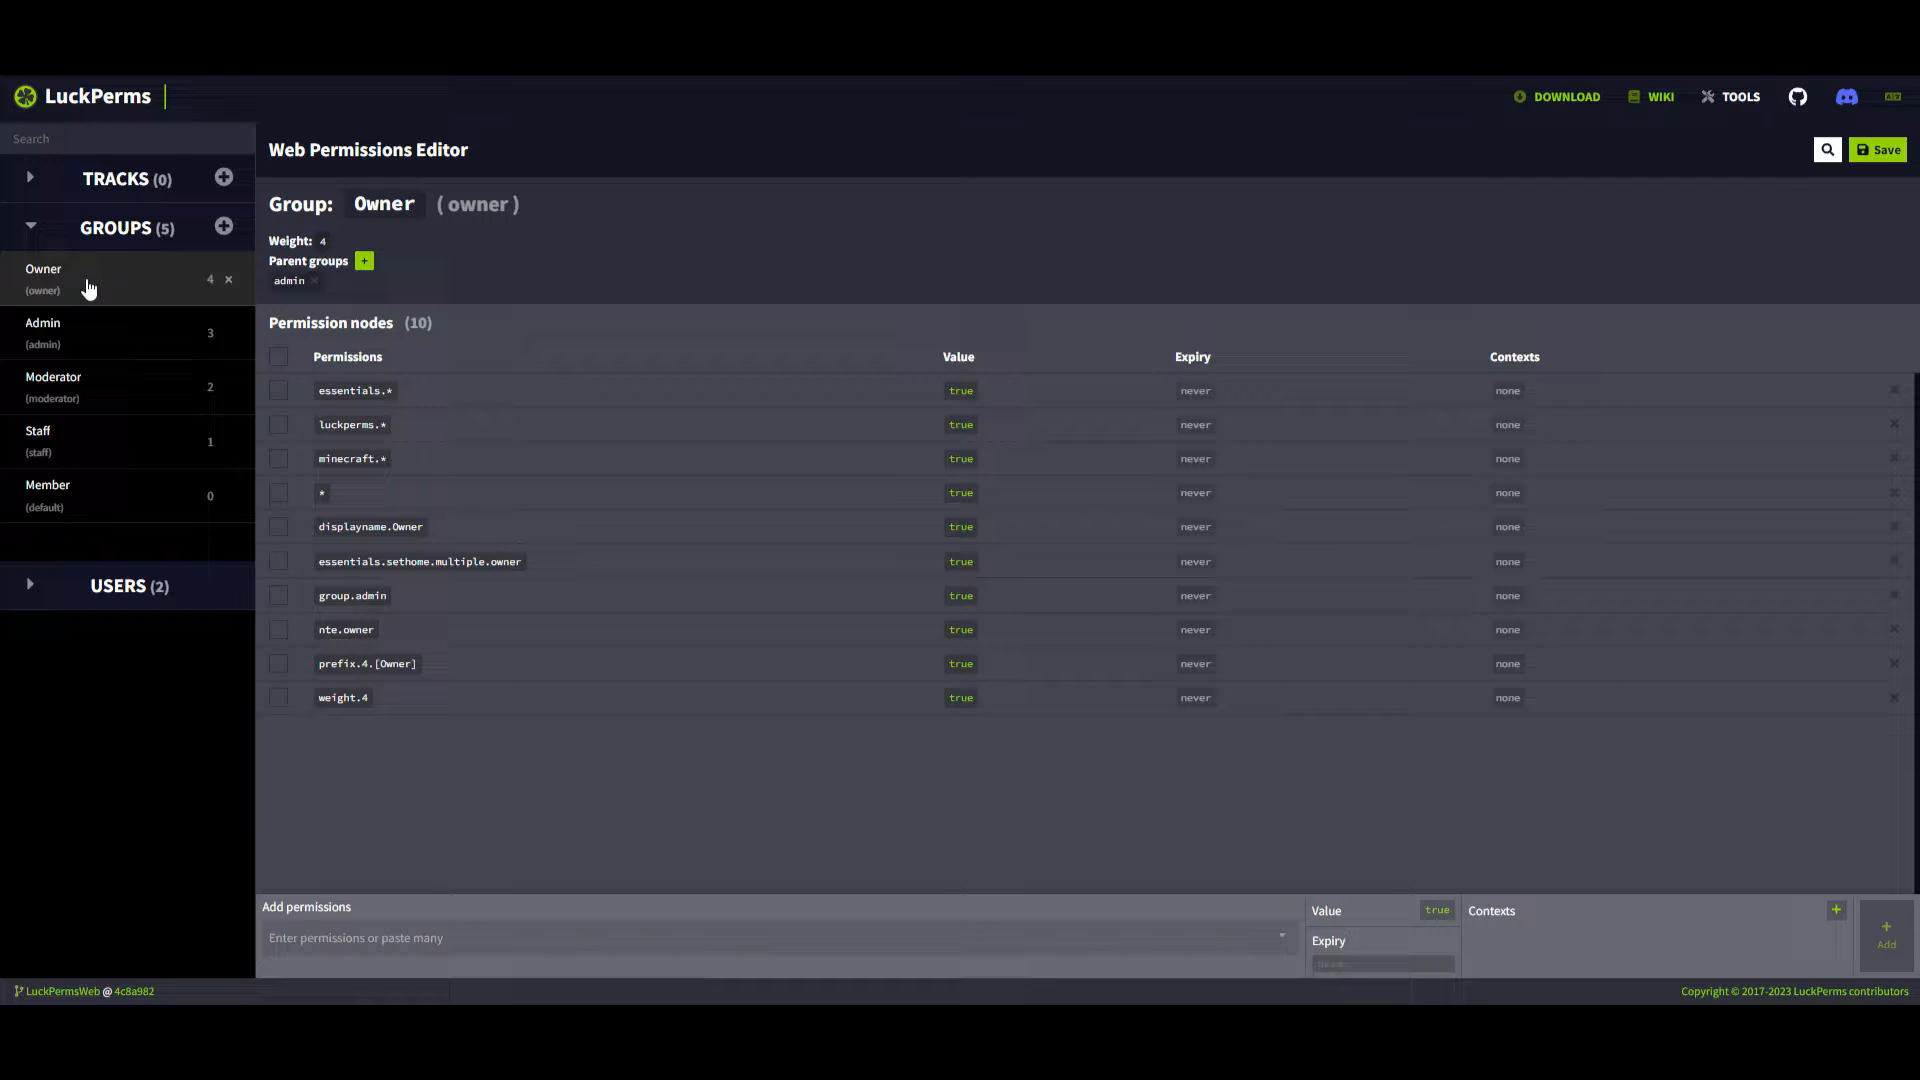 LuckPerms
DOWNLOAD WIKI TOOLS
Search
TRACKS (0)
GROUPS (5)
Owner
(owner)
4
Admin
(admin)
3
Moderator
(moderator)
2
Staff
(staff)
1
Member
(default)
0
USERS (2)
Web Permissions Editor
Save
Group: Owner ( owner )
Weight: 4
Parent groups +
admin
Permission nodes (10)
Permissions Value Expiry Contexts
essentials.* true never none
luckperms.* true never none
minecraft.* true never none
* true never none
displayname.Owner true never none
essentials.sethome.multiple.owner true never none
group.admin true never none
nte.owner true never none
prefix.4.[Owner] true never none
weight.4 true never none
Add permissions
Enter permissions or paste many
Value true
Expiry
Contexts +
+
Add
LuckPermsWeb @ 4c8a982
Copyright © 2017-2023 LuckPerms contributors